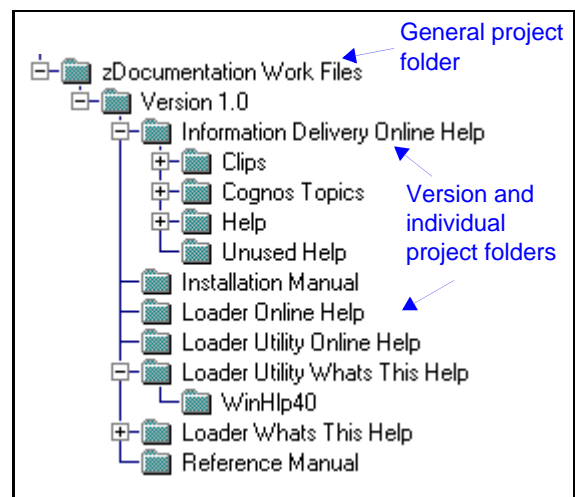 General project
folder
zDocumentation Work Files
Version 1.0
Information Delivery Online Help
Clips
Cognos Topics
Help
Unused Help
Version and
individual
project folders
Installation Manual
Loader Online Help
Loader Utility Online Help
Loader Utility Whats This Help
WinHlp40
Loader Whats This Help
Reference Manual